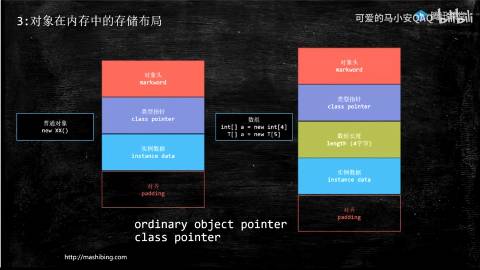 3:对象在内存中的存储布局
可爱的马小安QAQ
bilibili
对象头
markword
类型指针
class pointer
实例数据
instance data
对齐
padding
普通对象
new XX()
数组
int[] a = new int[4]
T[] a = new T[5]
对象头
markword
类型指针
class pointer
数组长度
length (4字节)
实例数据
instance data
对齐
padding
ordinary object pointer
class pointer
http://mashibing.com